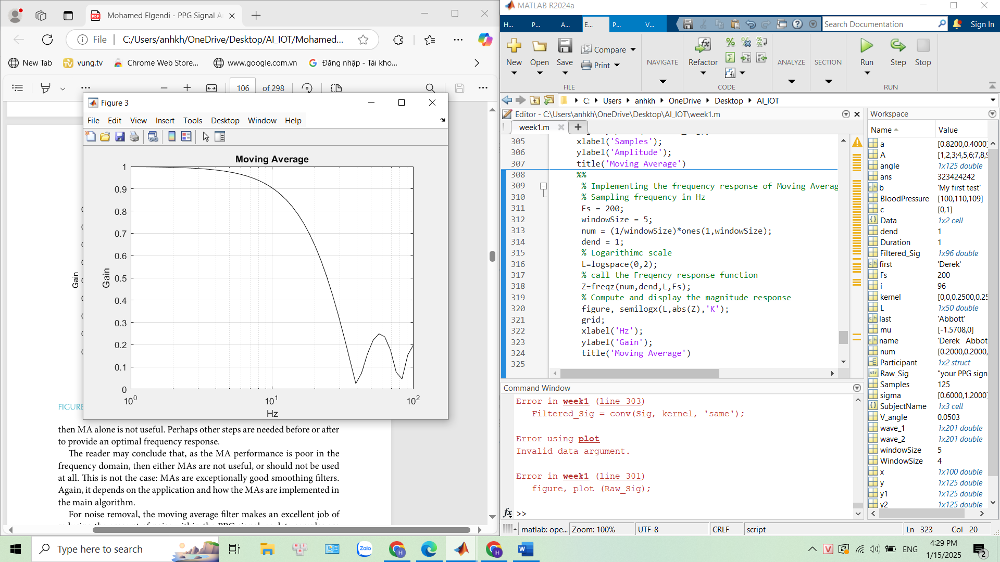 Mohamed Elgendi - PPG Signal A
File
C:/Users/anhkh/OneDrive/Desktop/AI_IOT/Mohamed...
New Tab
vung.tv
Chrome Web Store...
www.google.com.vn
Đăng nhập - Tài kho...
106
of 298
Figure 3
File Edit View Insert Tools Desktop Window Help
Moving Average
1
0.9
0.8
0.7
0.6
0.5
0.4
0.3
0.2
0.1
0
Gain
Gain
10^0
10^1
10^2
Hz
FIGURE
then MA alone is not useful. Perhaps other steps are needed before or after
to provide an optimal frequency response.
The reader may conclude that, as the MA performance is poor in the
frequency domain, then either MAs are not useful, or should not be used
at all. This is not the case: MAs are exceptionally good smoothing filters.
Again, it depends on the application and how the MAs are implemented in
the main algorithm.
For noise removal, the moving average filter makes an excellent job of
MATLAB R2024a
H... P... A... E... P... V...
Search Documentation
Sign In
New Open Save
Compare
Print
FILE
NAVIGATE
Refactor
CODE
ANALYZE
SECTION
Run Step Stop
RUN
C: Users anhkh OneDrive Desktop AI_IOT
Editor - C:\Users\anhkh\OneDrive\Desktop\AI_IOT\week1.m
week1.m
305 xlabel('Samples');
306 ylabel('Amplitude');
307 title('Moving Average')
308 %%
309 % Implementing the frequency response of Moving Averag
310 % Sampling frequency in Hz
311 Fs = 200;
312 windowSize = 5;
313 num = (1/windowSize)*ones(1,windowSize);
314 dend = 1;
315 % Logarithimc scale
316 L=logspace(0,2);
317 % call the Freqency response function
318 Z=freqz(num,dend,L,Fs);
319 % Compute and display the magnitude response
320 figure, semilogx(L,abs(Z),'K');
321 grid;
322 xlabel('Hz');
323 ylabel('Gain');
324 title('Moving Average')
325
Command Window
Error in week1 (line 303)
Filtered_Sig = conv(Sig, kernel, 'same');
Error using plot
Invalid data argument.
Error in week1 (line 301)
figure, plot (Raw_Sig);
fx >>
Workspace
Name Value
a [0.8200,0.4000]
A [1,2,3;4,5,6;7,8,9
angle 1x125 double
ans 323424242
b 'My first test'
BloodPressure [100,110,109]
c [0,1]
Data 1x2 cell
dend 1
Duration 1
Filtered_Sig 1x96 double
first 'Derek'
Fs 200
i 96
kernel [0,0,0.2500,0.25
L 1x50 double
last 'Abbott'
mu [-1.5708,0]
name 'Derek Abbot
num [0.2000,0.2000,
Participant 1x2 struct
Raw_Sig "your PPG sign
Samples 125
sigma [0.6000,1.2000]
SubjectName 1x3 cell
V_angle 0.0503
wave_1 1x201 double
wave_2 1x201 double
windowSize 5
WindowSize 4
x 1x100 double
y 1x125 double
y1 1x125 double
y2 1x125 double
matlab: ope... Zoom: 100% UTF-8 CRLF script Ln 323 Col 20
Type here to search
Zalo
ENG
4:29 PM
1/15/2025
2